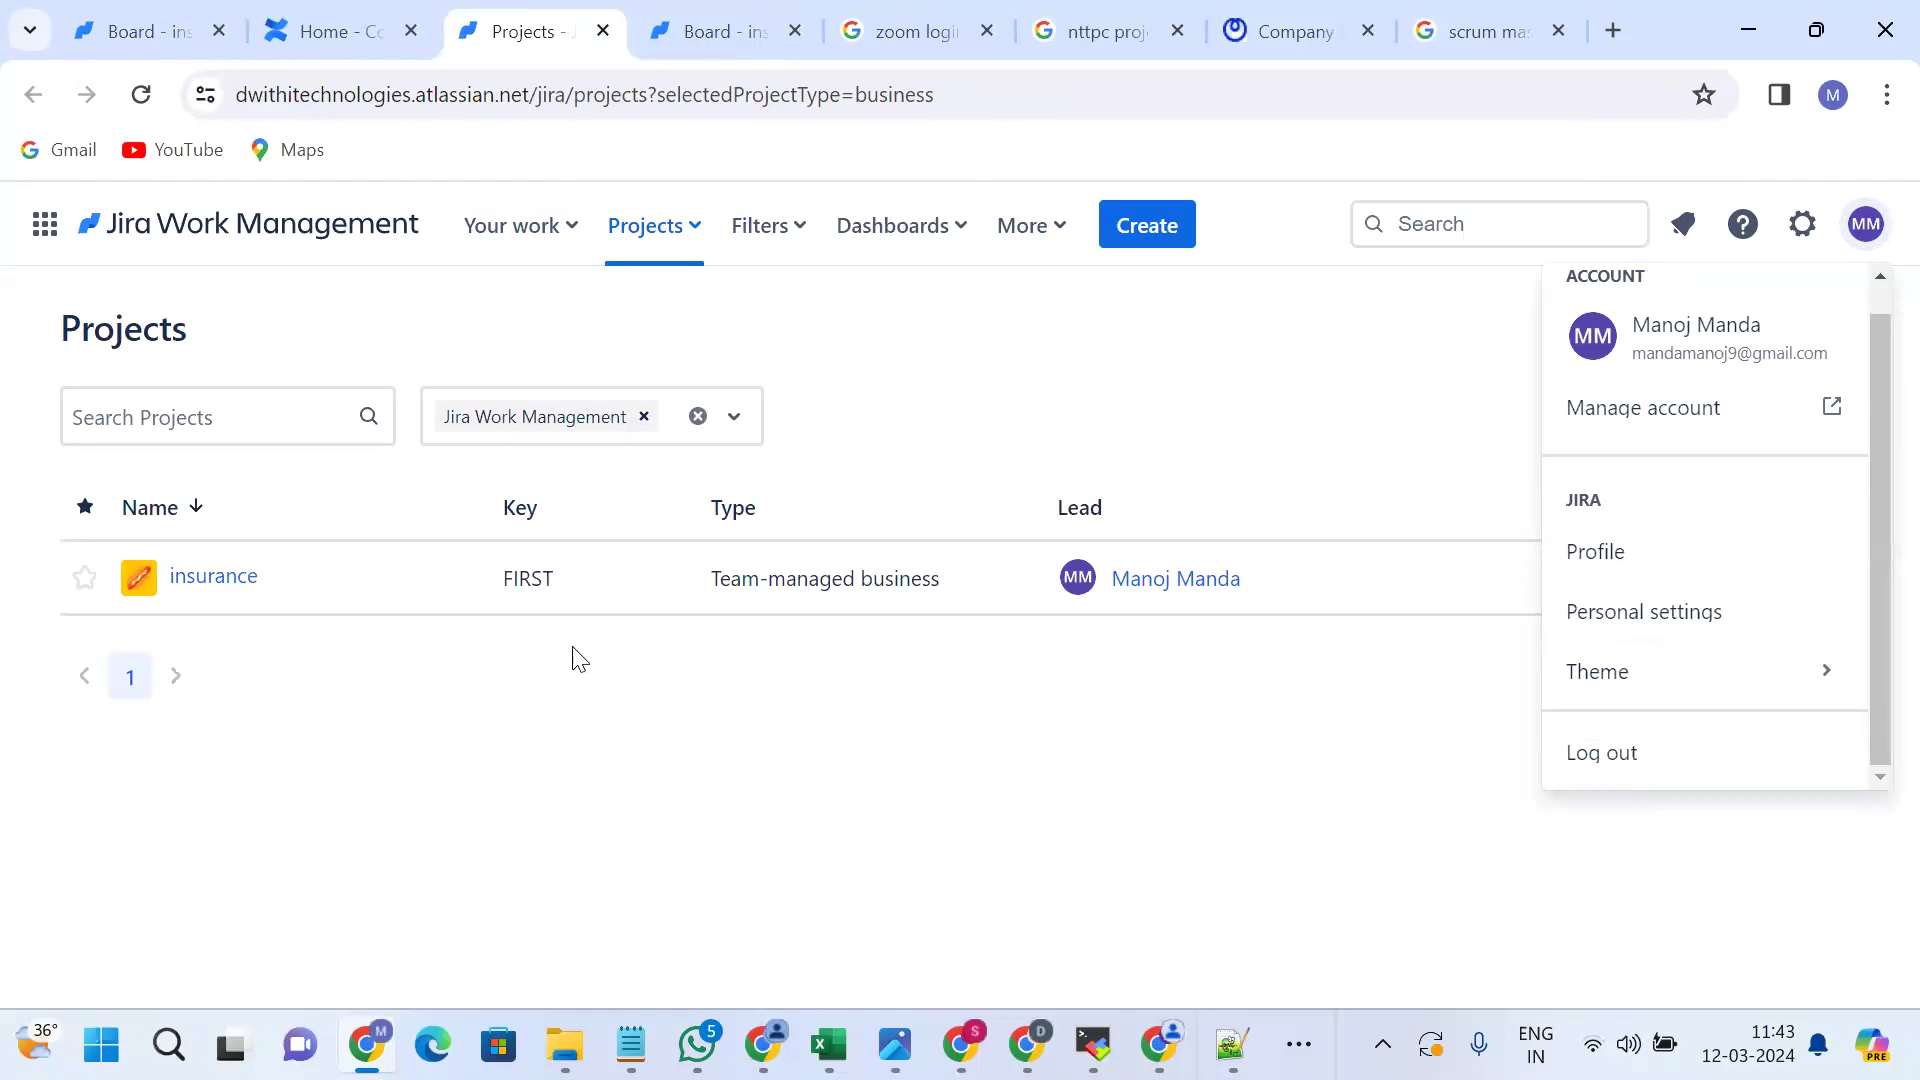 Board - ins
Home - Co
Projects - J
Board - ins
zoom login
nttpc proj
Company
scrum mas
dwithitechnologies.atlassian.net/jira/projects?selectedProjectType=business
M
Gmail
YouTube
Maps
Jira Work Management
Your work
Projects
Filters
Dashboards
More
Create
Search
MM
ACCOUNT
MM
Manoj Manda
mandamanoj9@gmail.com
Manage account
JIRA
Profile
Personal settings
Theme
Log out
Projects
Search Projects
Jira Work Management
Name
Key
Type
Lead
insurance
FIRST
Team-managed business
MM
Manoj Manda
1
36°
M
5
S
D
ENG
IN
11:43
12-03-2024
PRE